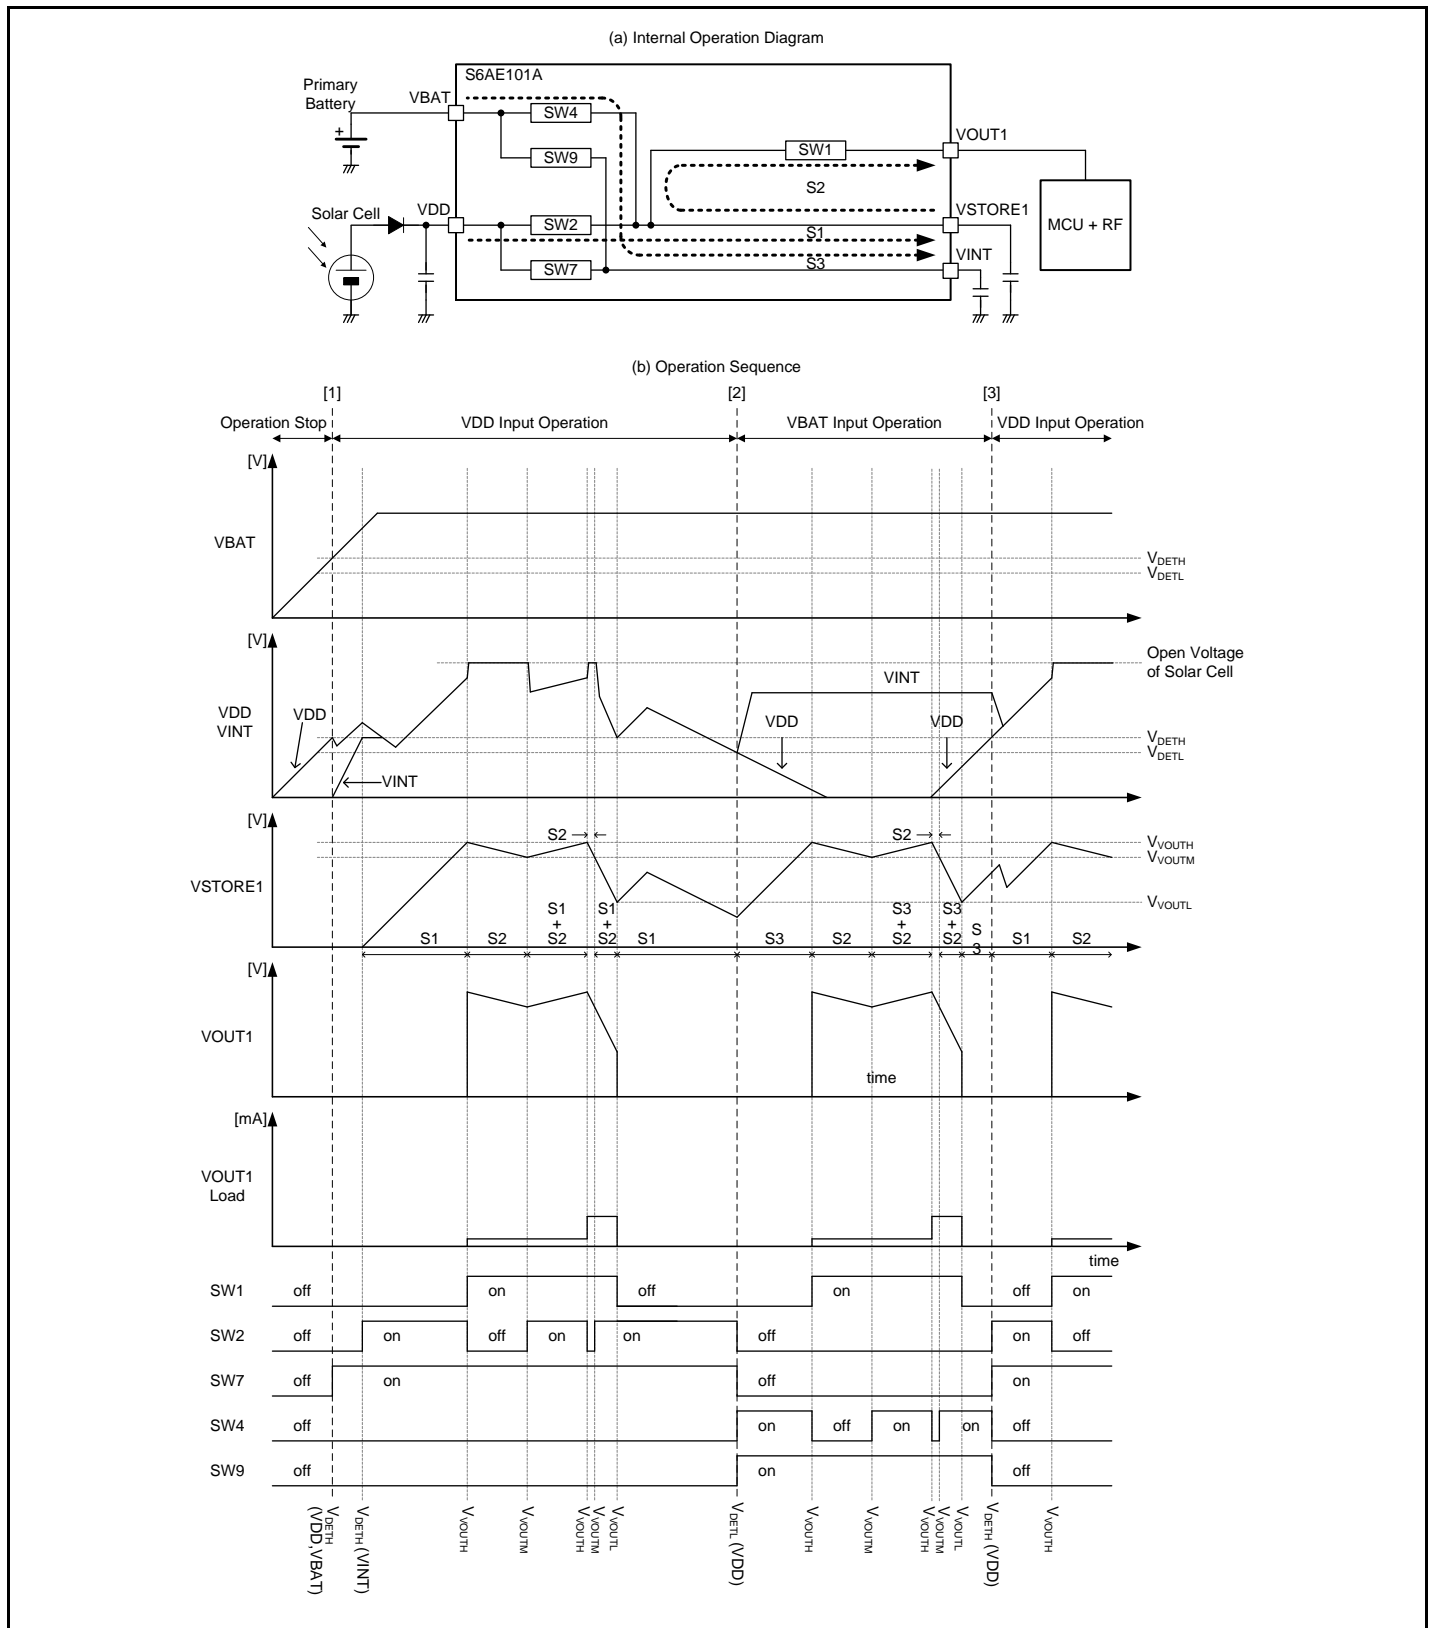 (a) Internal Operation Diagram
S6AE101A
Primary
Battery
VBAT
+
SW4
SW9
VOUT1
SW1
S2
Solar Cell
VDD
SW2
VSTORE1
MCU + RF
S1
VINT
SW7
S3
(b) Operation Sequence
[1]
[2]
[3]
Operation Stop
VDD Input Operation
VBAT Input Operation
VDD Input Operation
[V]
VBAT
VDETH
VDETL
[V]
Open Voltage
of Solar Cell
VINT
VDD
VINT
VDD
VDD
VDD
VDETH
VDETL
VINT
[V]
S2
S2
VVOUTH
VVOUTM
VSTORE1
VVOUTL
S1
+
S2
S1
+
S2
S3
+
S2
S3
+
S2
S
3
S1
S2
S1
S3
S2
S1
S2
[V]
VOUT1
time
[mA]
VOUT1
Load
time
SW1
off
on
off
on
off
on
SW2
off
on
off
on
on
off
on
off
SW7
off
on
off
on
SW4
off
on
off
on
on
off
SW9
off
on
off
VDETH
(VDD,VBAT)
VDETH (VINT)
VVOUTH
VVOUTM
VVOUTH
VVOUTM
VVOUTL
VDETL (VDD)
VVOUTH
VVOUTM
VVOUTH
VVOUTM
VVOUTL
VDETH (VDD)
VVOUTH